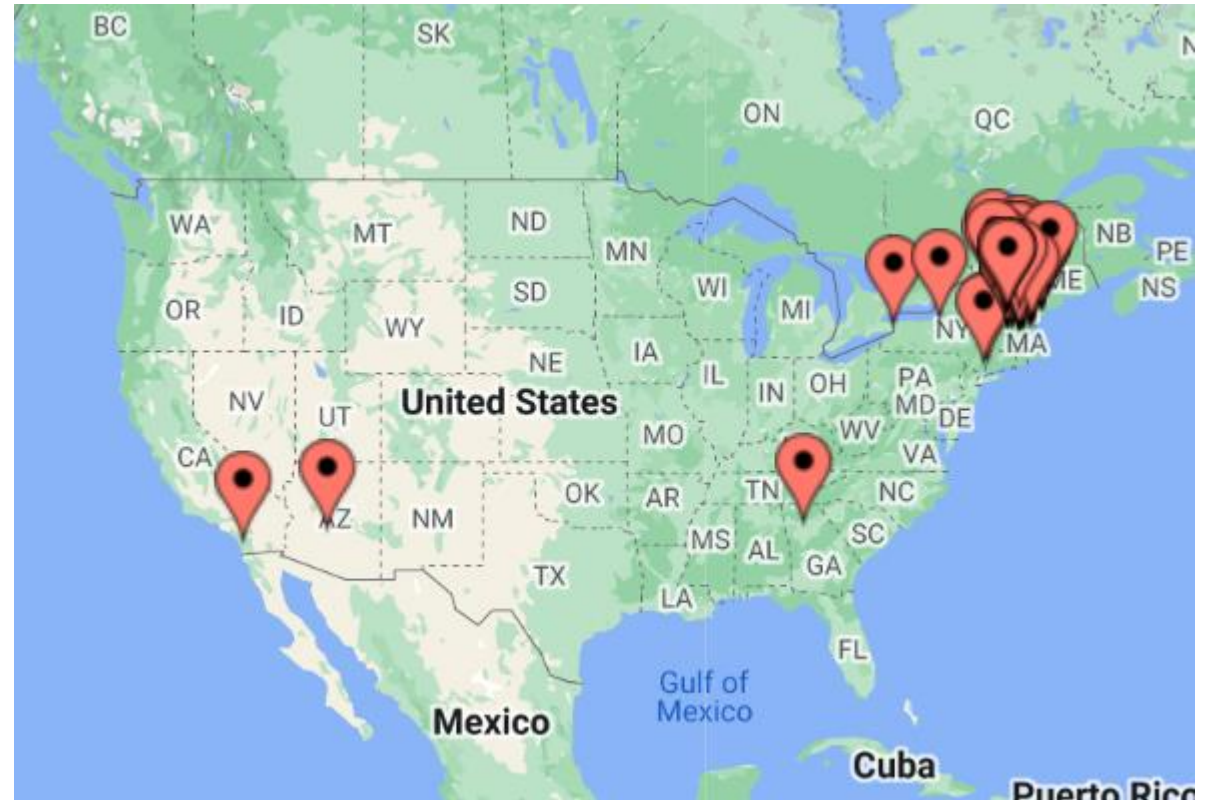 BC
SK
N
ON
QC
WA
MT
ND
MN
NB
PE
OR
ID
SD
WI
MI
ME
NS
WY
NY
MA
NE
IA
IL
IN
OH
PA
NV
UT
United States
MD
DE
CA
MO
WV
VA
OK
AR
TN
NC
AZ
NM
MS
AL
SC
GA
TX
LA
FL
Gulf of
Mexico
Mexico
Cuba
Puerto Rico